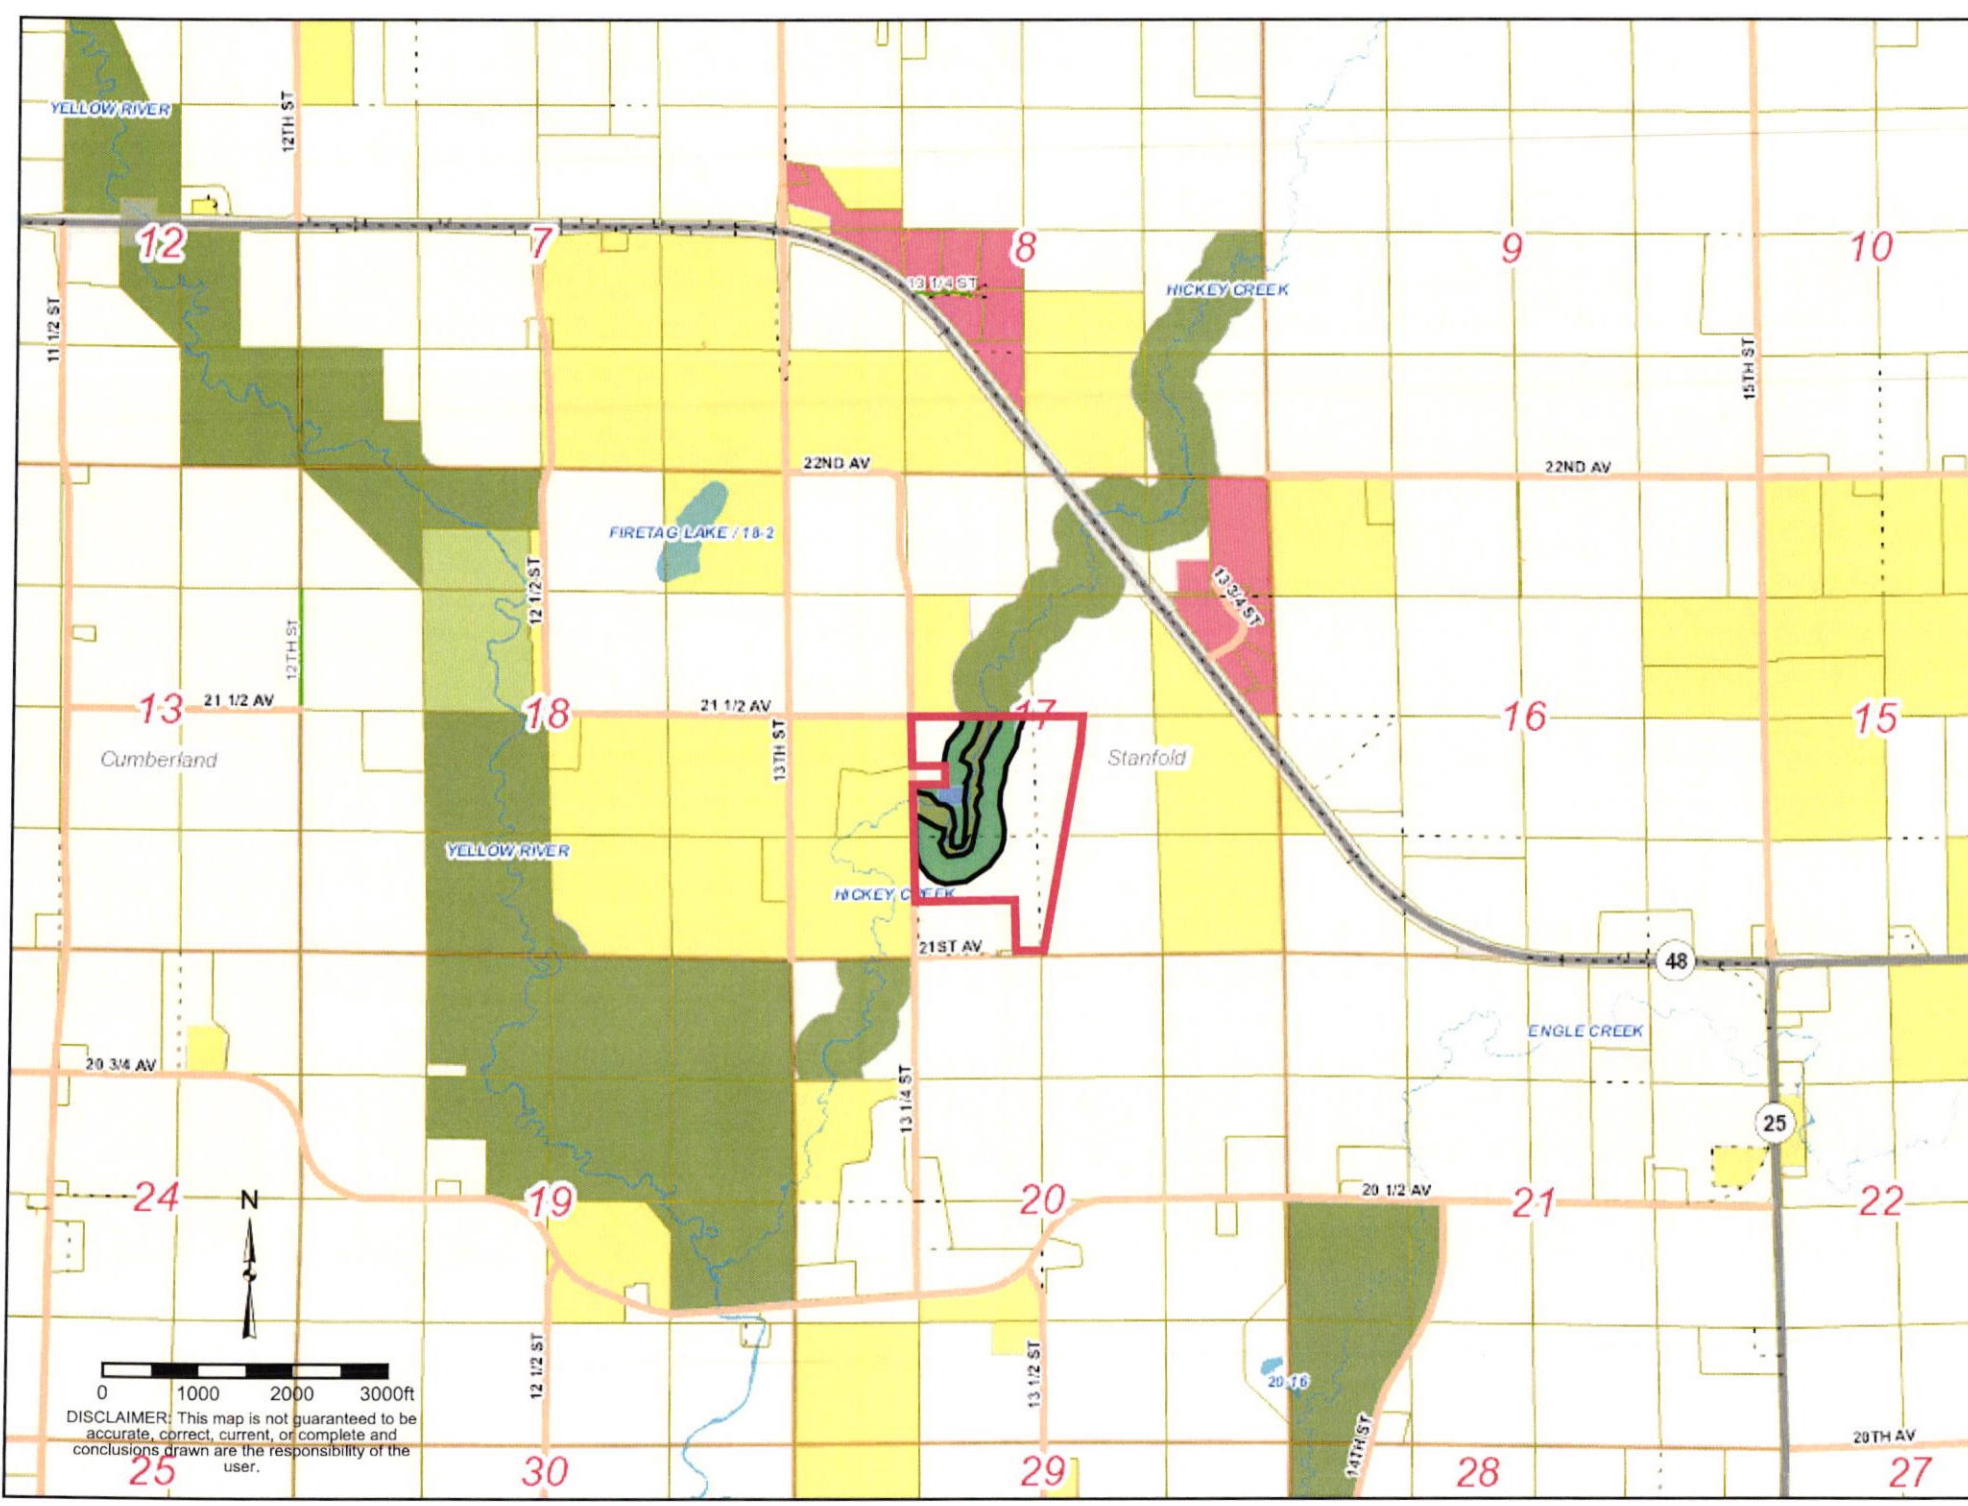 YELLOW RIVER
12TH ST
12
7
8
9
10
13 1/4 ST
HICKEY CREEK
11 1/2 ST
15TH ST
22ND AV
22ND AV
FIRETAG LAKE / 18-2
12 1/2 ST
13 3/4 ST
12TH ST
13
21 1/2 AV
18
21 1/2 AV
17
16
15
Cumberland
13TH ST
Stanfold
YELLOW RIVER
HICKEY CREEK
21ST AV
48
ENGLE CREEK
20 3/4 AV
13 1/4 ST
25
24
N
19
20
20 1/2 AV
21
22
12 1/2 ST
13 1/2 ST
20-16
0 1000 2000 3000ft
DISCLAIMER: This map is not guaranteed to be
accurate, correct, current, or complete and
conclusions drawn are the responsibility of the
user.
14TH ST
20TH AV
25
30
29
28
27